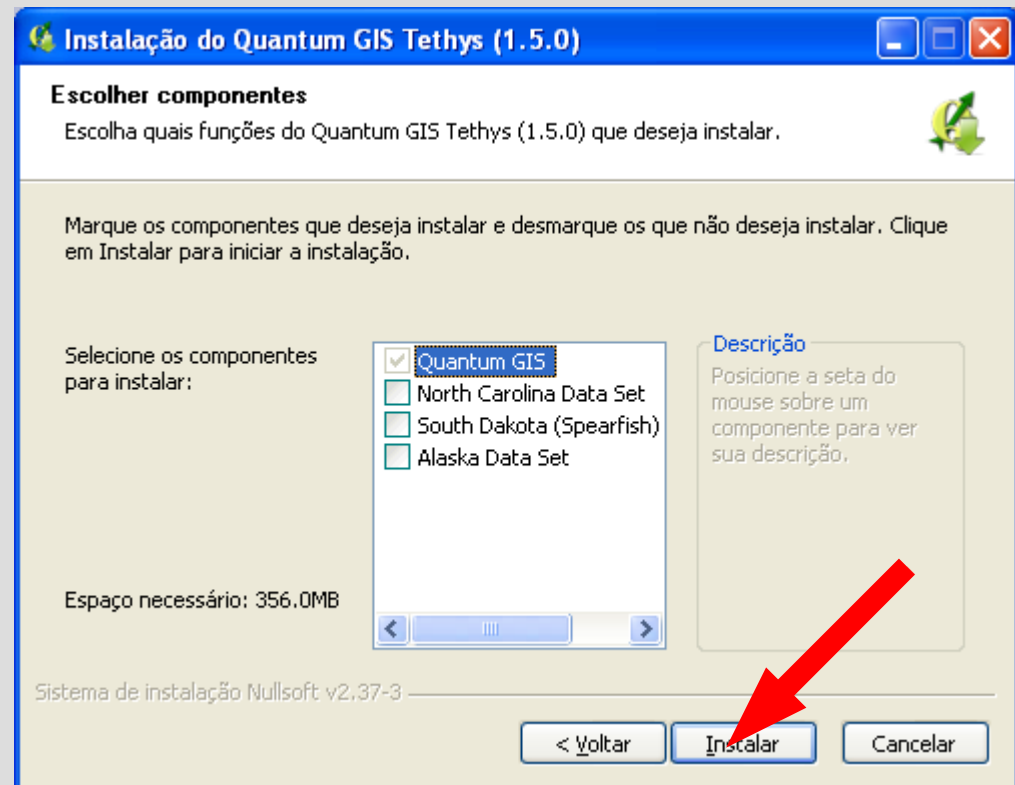 Instalação do Quantum GIS Tethys (1.5.0)
Escolher componentes
Escolha quais funções do Quantum GIS Tethys (1.5.0) que deseja instalar.
Marque os componentes que deseja instalar e desmarque os que não deseja instalar. Clique
em Instalar para iniciar a instalação.
Selecione os componentes
para instalar:
Quantum GIS
North Carolina Data Set
South Dakota (Spearfish)
Alaska Data Set
Descrição
Posicione a seta do
mouse sobre um
componente para ver
sua descrição.
Espaço necessário: 356.0MB
Sistema de instalação Nullsoft v2.37-3
< Voltar
Instalar
Cancelar